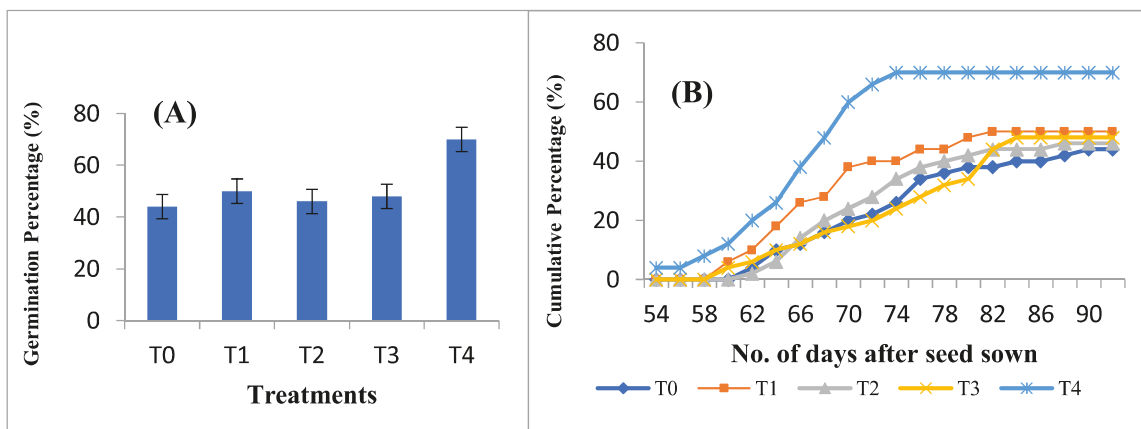 (A)
Germination Percentage (%)
80
60
40
20
0
T0 T1 T2 T3 T4
Treatments
(B)
Cumulative Percentage (%)
80
60
40
20
0
54 58 62 66 70 74 78 82 86 90
No. of days after seed sown
T0 T1 T2 T3 T4